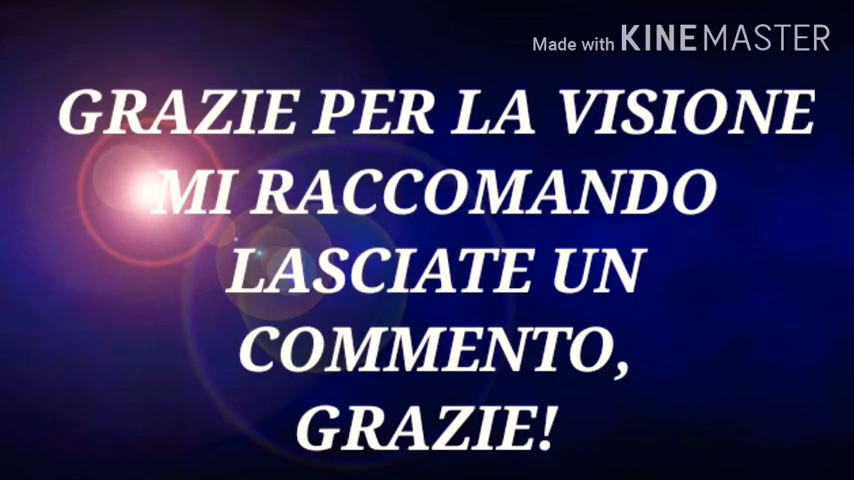 Made with KINEMASTER
GRAZIE PER LA VISIONE
MI RACCOMANDO
LASCIATE UN
COMMENTO,
GRAZIE!